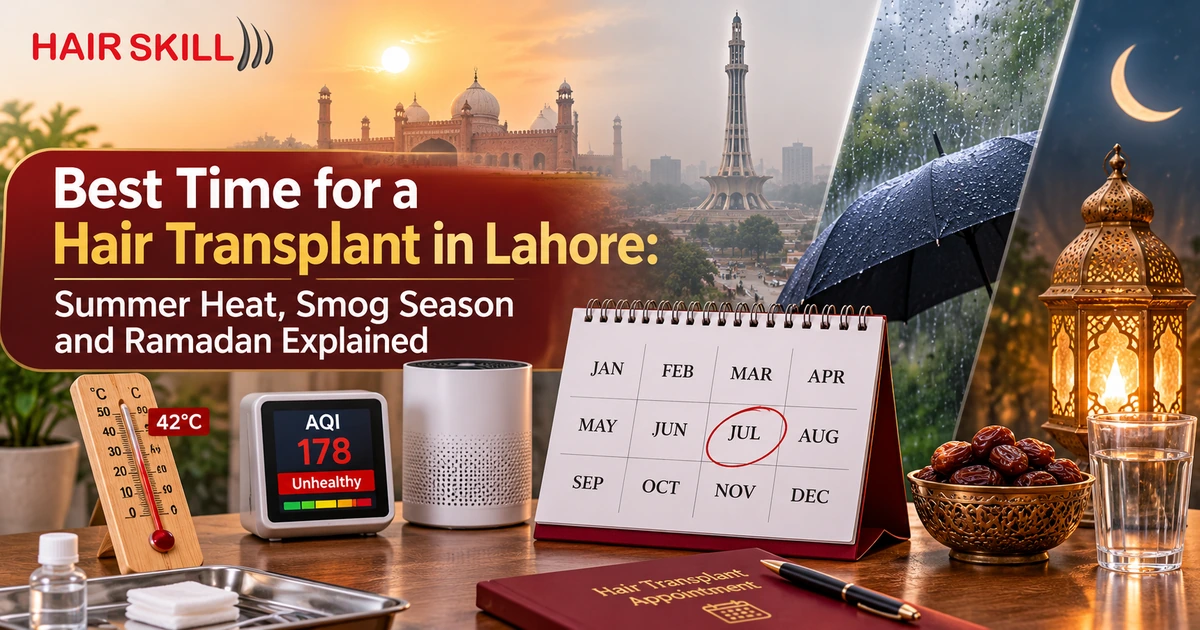 HAIR SKILL
Best Time for a
Hair Transplant in Lahore:
Summer Heat, Smog Season
and Ramadan Explained
°C C
50
40
30
20
10
0
42°C
AQI
178
Unhealthy
JAN FEB MAR APR
MAY JUN JUL AUG
SEP OCT NOV DEC
Hair Transplant
Appointment